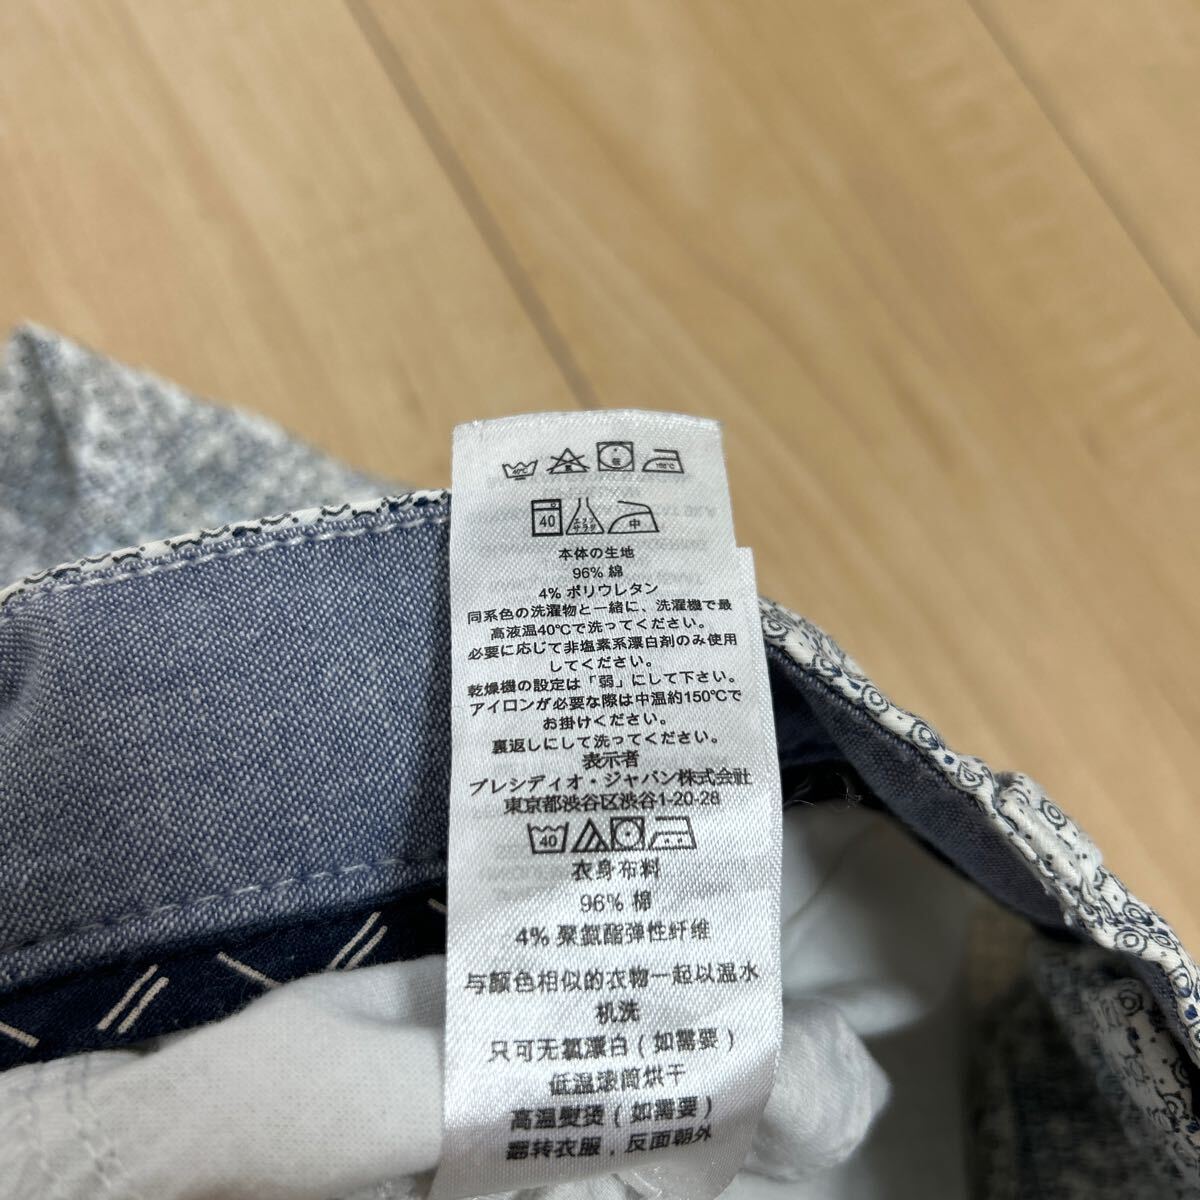 40
エンソ
サラサ
中
本体の生地
96% 綿
4% ポリウレタン
同系色の洗濯物と一緒に、洗濯機で最
高液温40℃で洗ってください。
必要に応じて非塩素系漂白剤のみ使用
してください。
乾燥機の設定は「弱」にして下さい。
アイロンが必要な際は中温約150℃で
お掛けください。
裏返しにして洗ってください。
表示者
プレシディオ・ジャパン株式会社
東京都渋谷区渋谷1-20-28
40
衣身布料
96% 棉
4% 聚氨酯弹性纤维
与颜色相似的衣物一起以温水
机洗
只可无氯漂白(如需要)
低温滚筒烘干
高温熨烫(如需要)
翻转衣服，反面朝外